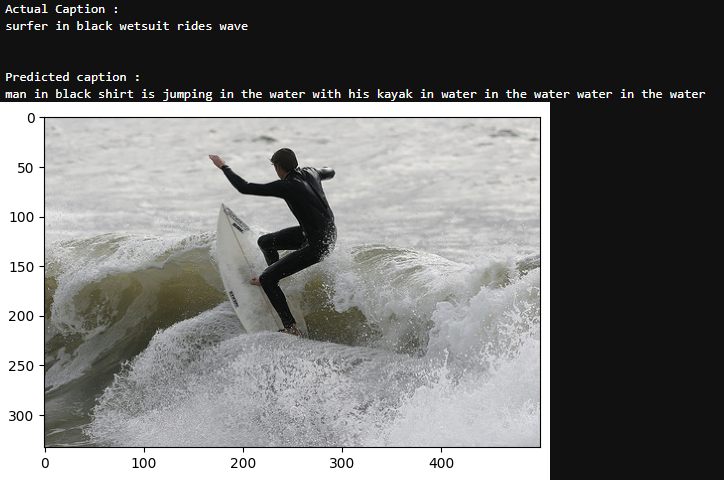 Actual Caption :
surfer in black wetsuit rides wave
Predicted caption :
man in black shirt is jumping in the water with his kayak in water in the water water in the water
0
50
100
150
200
250
300
0 100 200 300 400